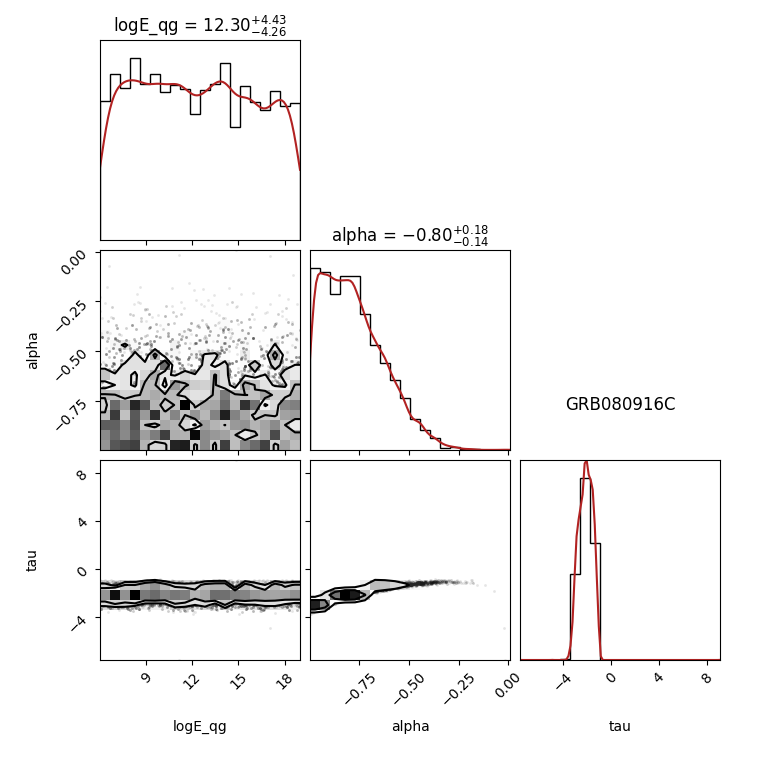 logE_qg = 12.30+4.43−4.26
alpha = −0.80+0.18−0.14
0.00
−0.25
−0.50
−0.75
alpha
GRB080916C
8
4
0
−4
tau
9 12 15 18
−0.75 −0.50 −0.25 0.00
−4 0 4 8
logE_qg alpha tau